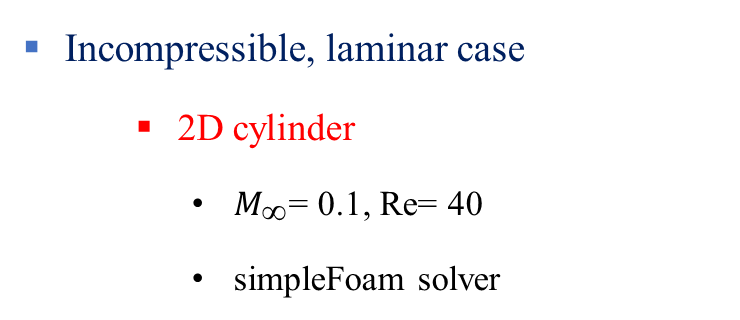 ▪ Incompressible, laminar case
▪ 2D cylinder
• M∞= 0.1, Re= 40
• simpleFoam solver